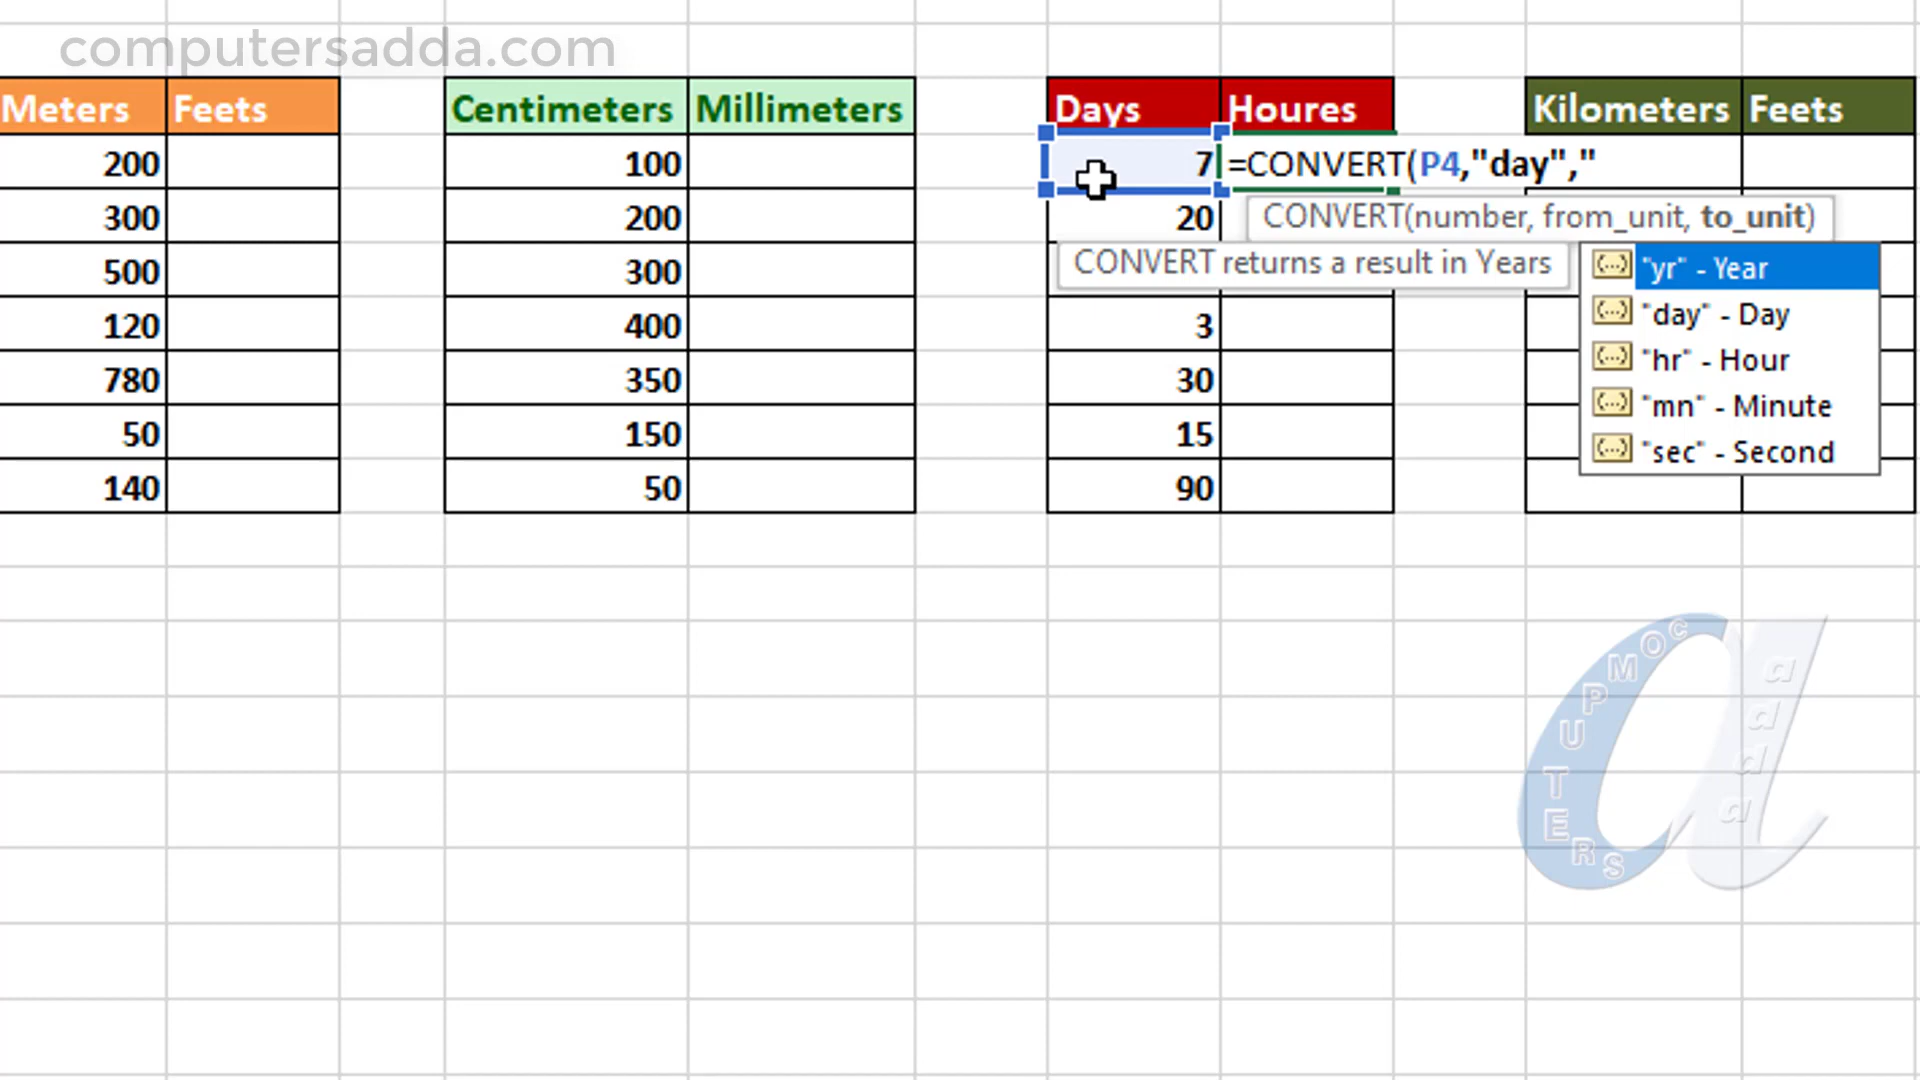 computersadda.com
Meters Feets Centimeters Millimeters Days Houres Kilometers Feets
200 100 7 =CONVERT(P4,"day","
300 200 20 CONVERT(number, from_unit, to_unit)
500 300 CONVERT returns a result in Years "yr" - Year
"day" - Day
120 400 3 "hr" - Hour
780 350 30 "mn" - Minute
50 150 15 "sec" - Second
140 50 90
COMPUTERS
adda